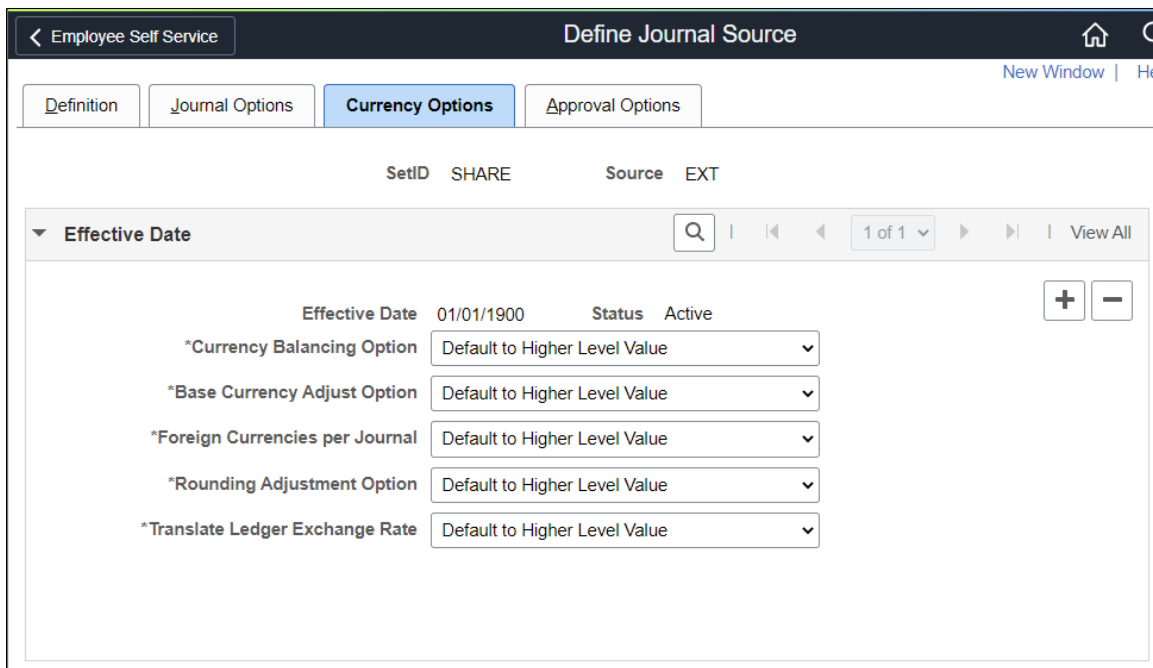 Employee Self Service Define Journal Source
New Window | He
Definition Journal Options Currency Options Approval Options
SetID SHARE Source EXT
Effective Date 1 of 1 View All
Effective Date 01/01/1900 Status Active
*Currency Balancing Option Default to Higher Level Value
*Base Currency Adjust Option Default to Higher Level Value
*Foreign Currencies per Journal Default to Higher Level Value
*Rounding Adjustment Option Default to Higher Level Value
*Translate Ledger Exchange Rate Default to Higher Level Value